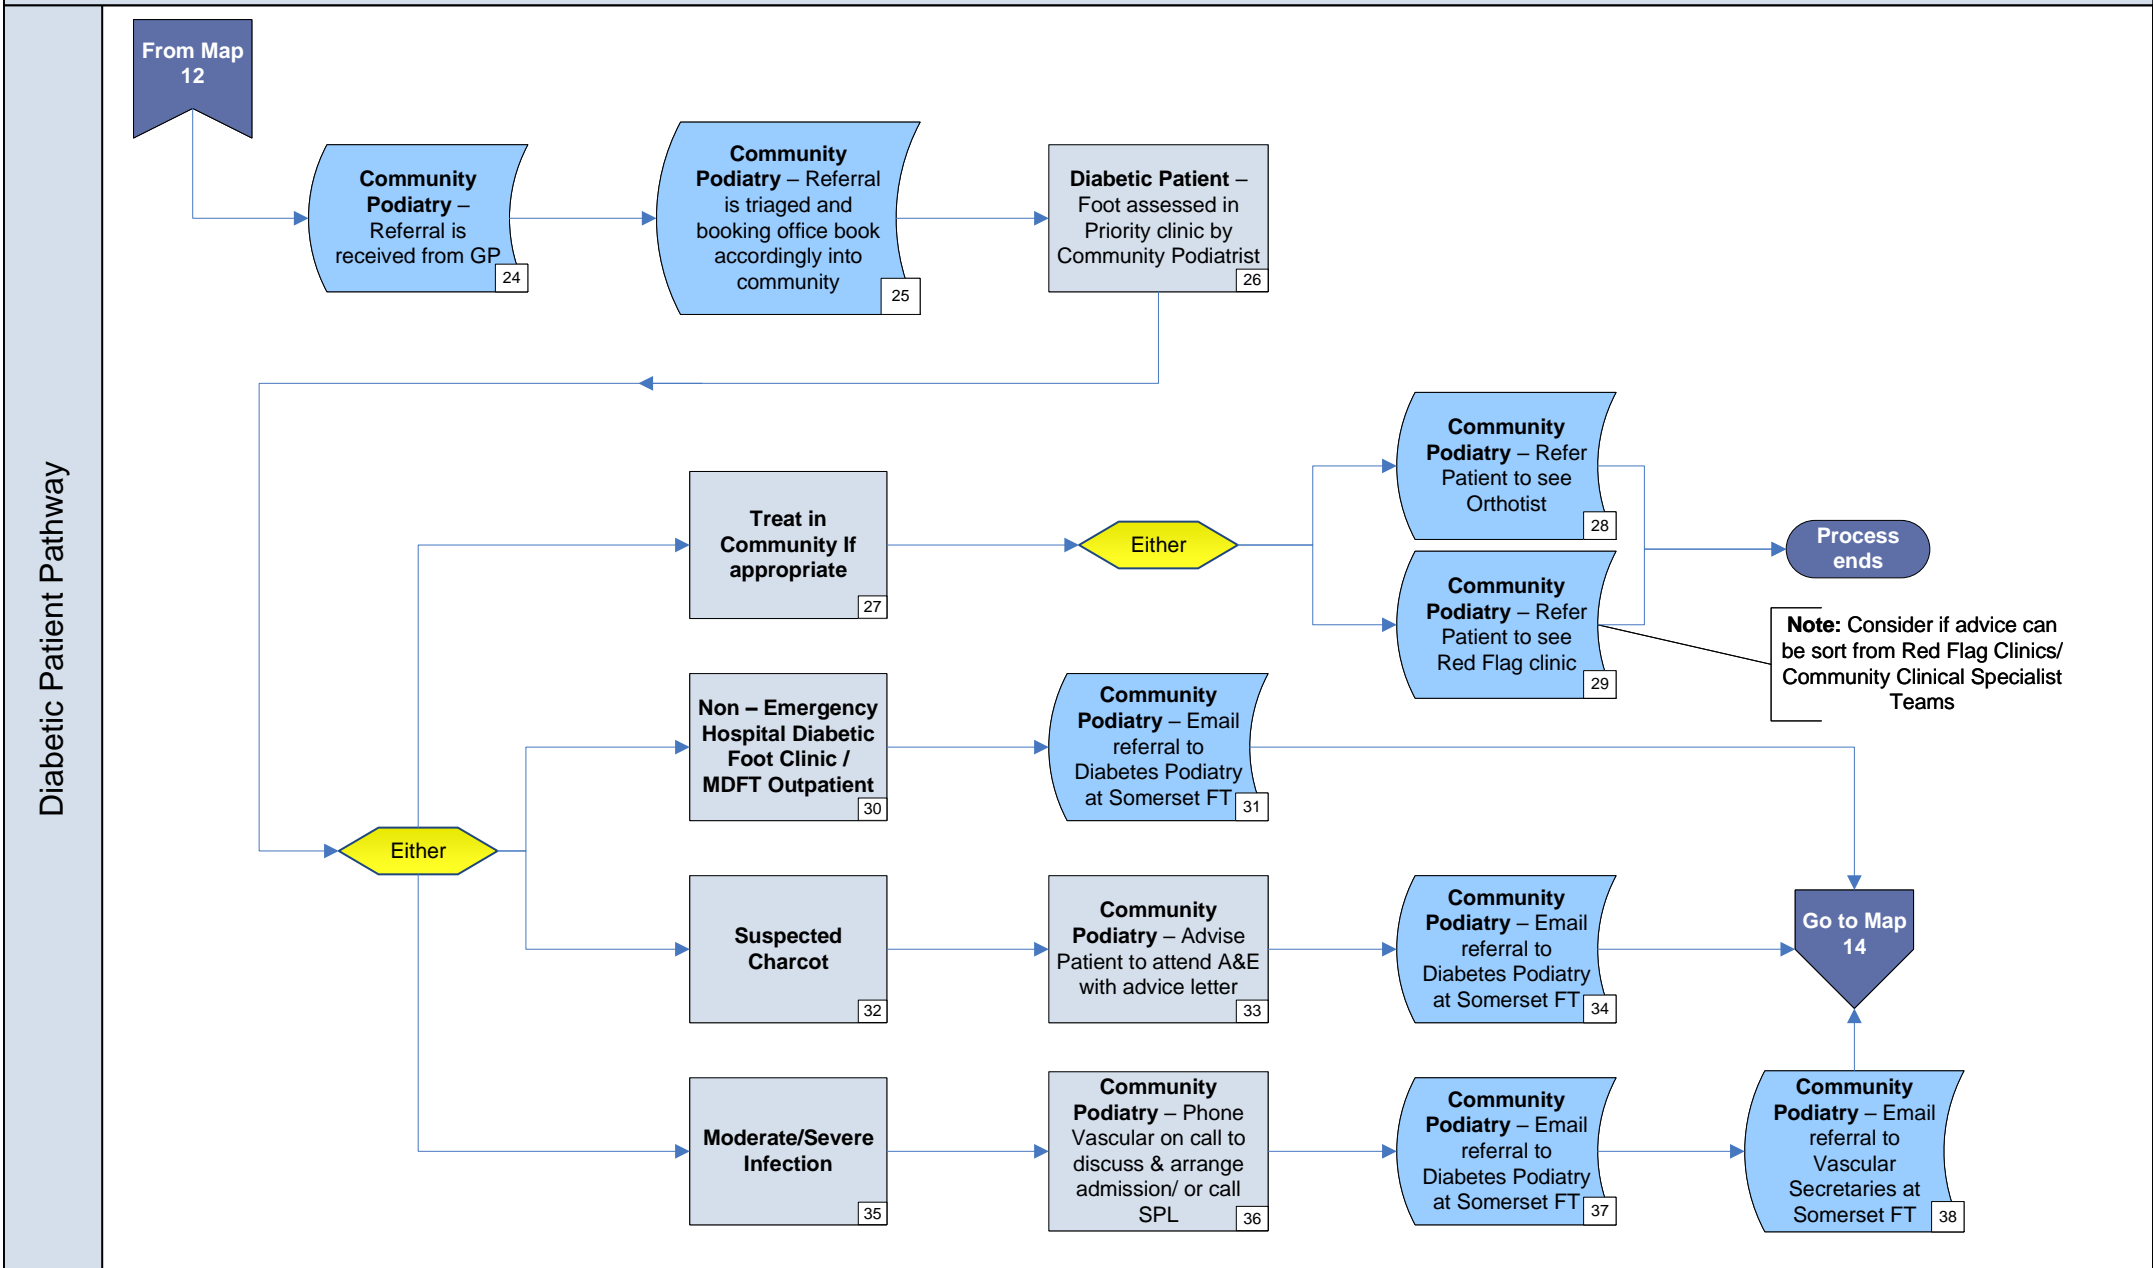 Diabetic Patient Pathway
From Map
12
Community
Podiatry –
Referral is
received from GP
24
Community
Podiatry – Referral
is triaged and
booking office book
accordingly into
community
25
Diabetic Patient –
Foot assessed in
Priority clinic by
Community Podiatrist
26
Either
Treat in
Community If
appropriate
27
Either
Community
Podiatry – Refer
Patient to see
Orthotist
28
Community
Podiatry – Refer
Patient to see
Red Flag clinic
29
Process
ends
Note: Consider if advice can
be sort from Red Flag Clinics/
Community Clinical Specialist
Teams
Non – Emergency
Hospital Diabetic
Foot Clinic /
MDFT Outpatient
30
Community
Podiatry – Email
referral to
Diabetes Podiatry
at Somerset FT
31
Suspected
Charcot
32
Community
Podiatry – Advise
Patient to attend A&E
with advice letter
33
Community
Podiatry – Email
referral to
Diabetes Podiatry
at Somerset FT
34
Go to Map
14
Moderate/Severe
Infection
35
Community
Podiatry – Phone
Vascular on call to
discuss & arrange
admission/ or call
SPL
36
Community
Podiatry – Email
referral to
Diabetes Podiatry
at Somerset FT
37
Community
Podiatry – Email
referral to
Vascular
Secretaries at
Somerset FT
38